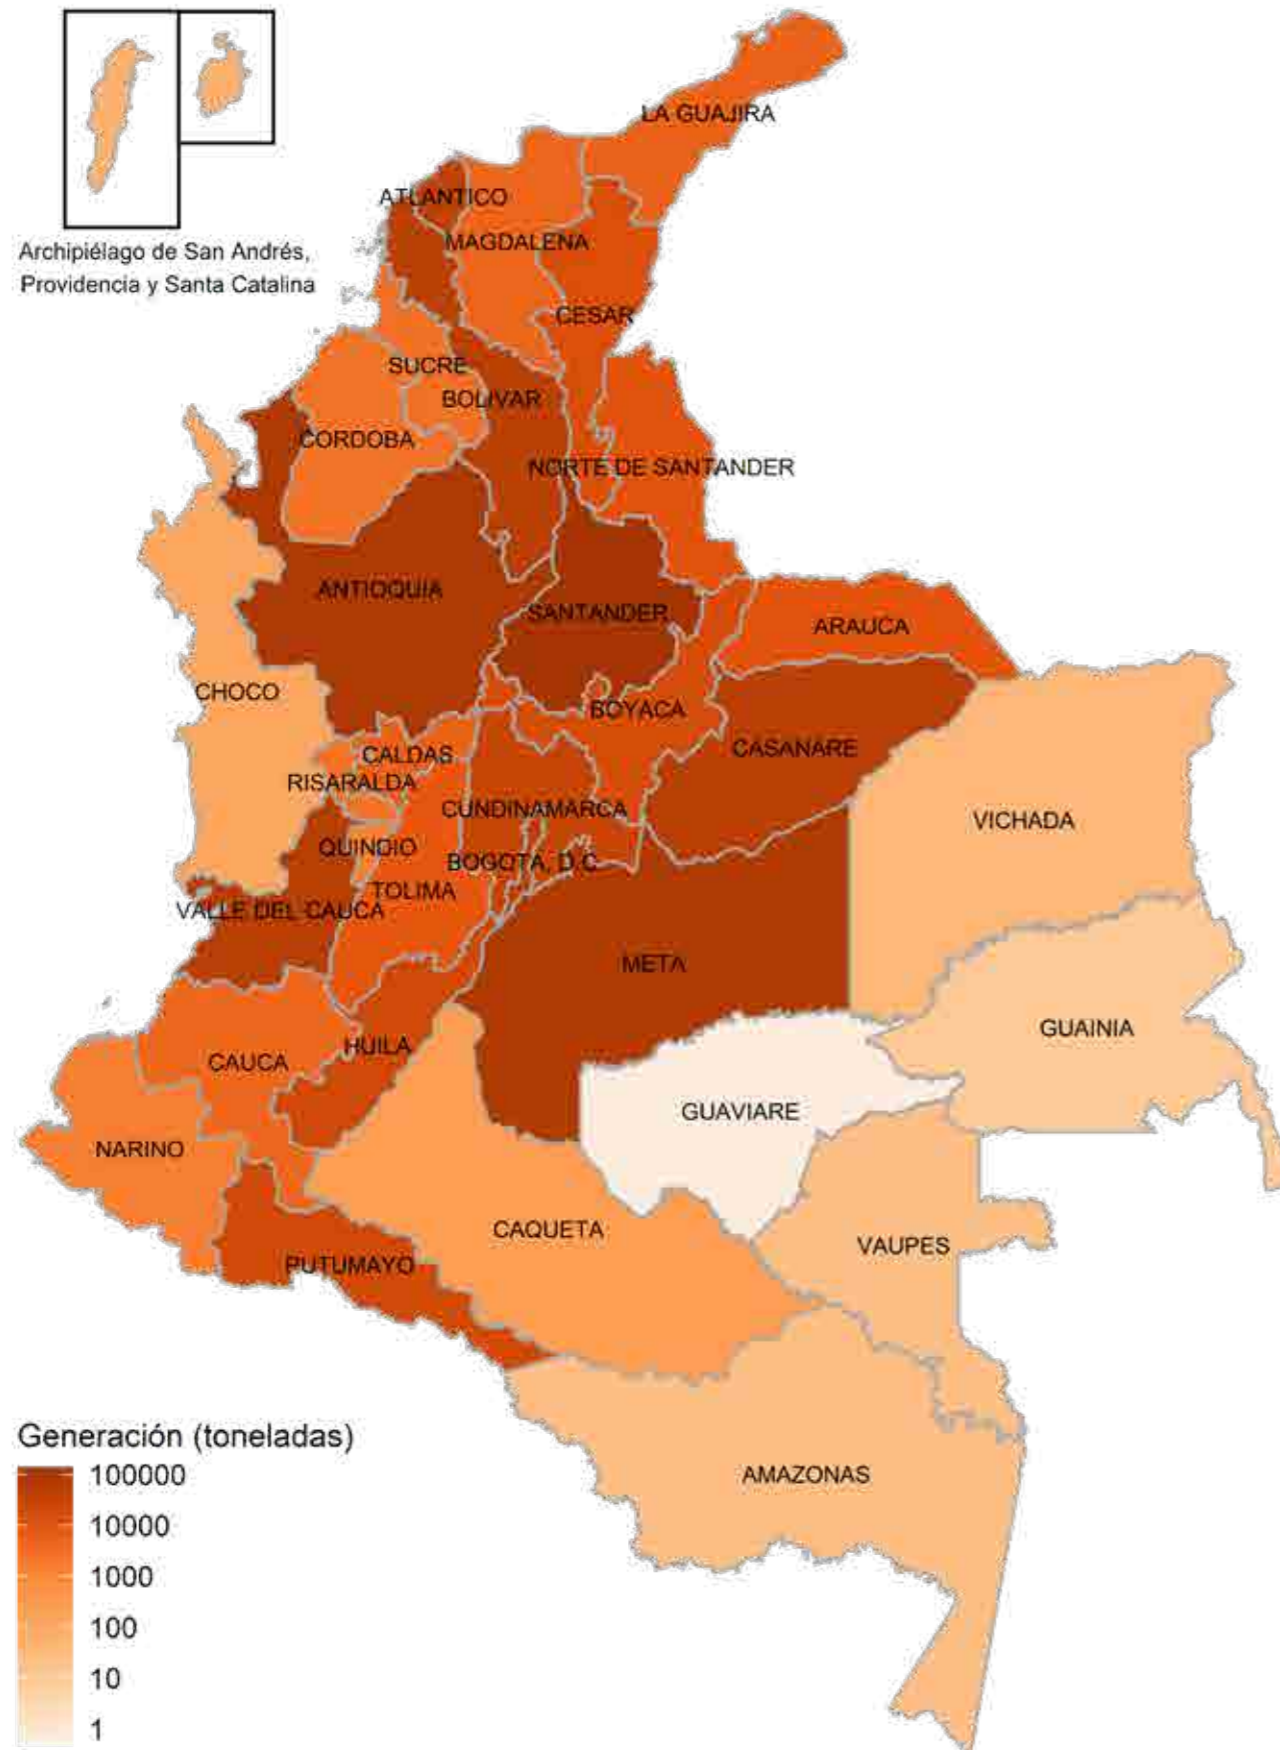 LA GUAJIRA
ATLANTICO
MAGDALENA
Archipiélago de San Andrés,
Providencia y Santa Catalina
CESAR
SUCRE
BOLIVAR
CORDOBA
NORTE DE SANTANDER
ANTIOQUIA
SANTANDER
ARAUCA
CHOCO
BOYACA
CASANARE
CALDAS
RISARALDA
CUNDINAMARCA
VICHADA
QUINDIO
BOGOTA, D.C.
TOLIMA
VALLE DEL CAUCA
META
GUAINIA
HUILA
CAUCA
GUAVIARE
NARINO
CAQUETA
VAUPES
PUTUMAYO
AMAZONAS
Generación (toneladas)
100000
10000
1000
100
10
1